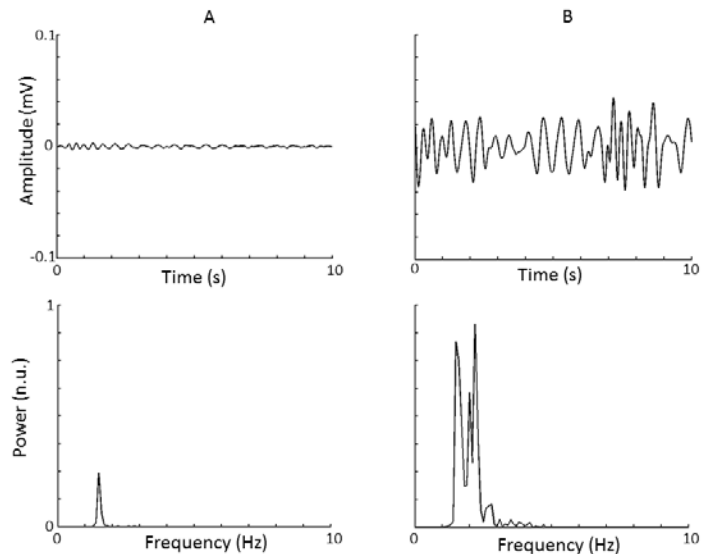 A B
0.1
Amplitude (mV)
0
-0.1
0 10 0 10
Time (s) Time (s)
1
Power (n.u.)
0
0 10 0 10
Frequency (Hz) Frequency (Hz)